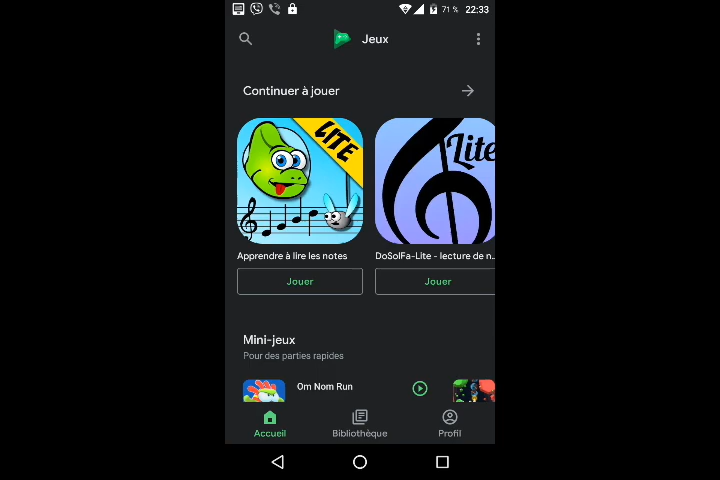 71 % 22:33
Jeux
Continuer à jouer
LITE
Lite
Apprendre à lire les notes
DoSolFa-Lite - lecture de n..
Jouer
Jouer
Mini-jeux
Pour des parties rapides
Om Nom Run
Accueil
Bibliothèque
Profil